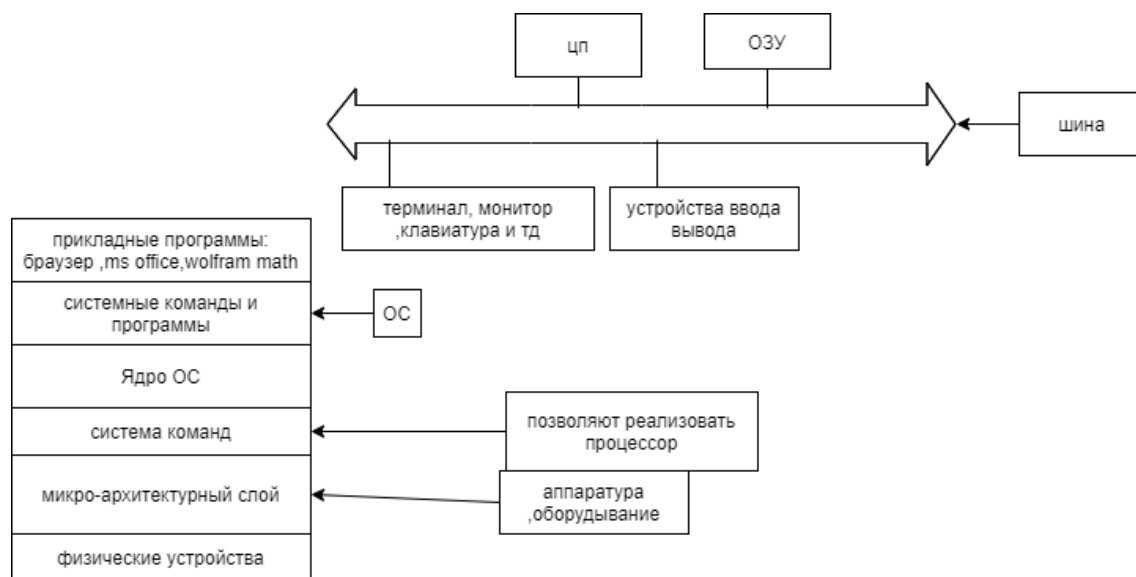 цп
ОЗУ
шина
терминал, монитор
,клавиатура и тд
устройства ввода
вывода
прикладные программы:
браузер ,ms office,wolfram math
системные команды и
программы
ОС
Ядро ОС
система команд
позволяют реализовать
процессор
микро-архитектурный слой
аппаратура
,оборудывание
физические устройства